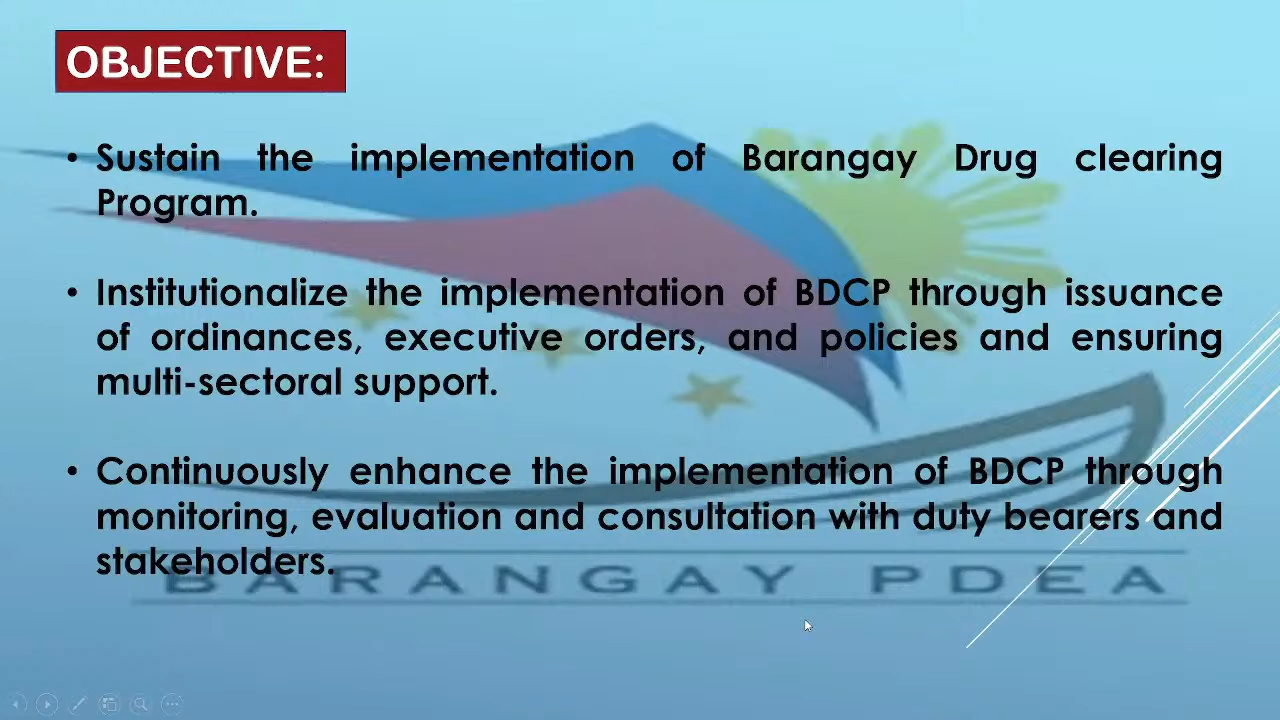 OBJECTIVE:
• Sustain the implementation of Barangay Drug clearing
Program.
• Institutionalize the implementation of BDCP through issuance
of ordinances, executive orders, and policies and ensuring
multi-sectoral support.
• Continuously enhance the implementation of BDCP through
monitoring, evaluation and consultation with duty bearers and
stakeholders.
BARANGAY PDEA